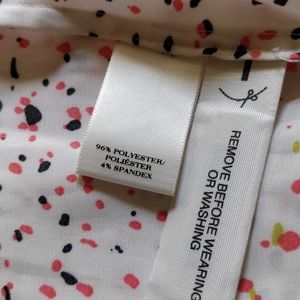 96% POLYESTER/
POLIÉSTER
4% SPANDEX
REMOVE BEFORE WEARING
OR WASHING